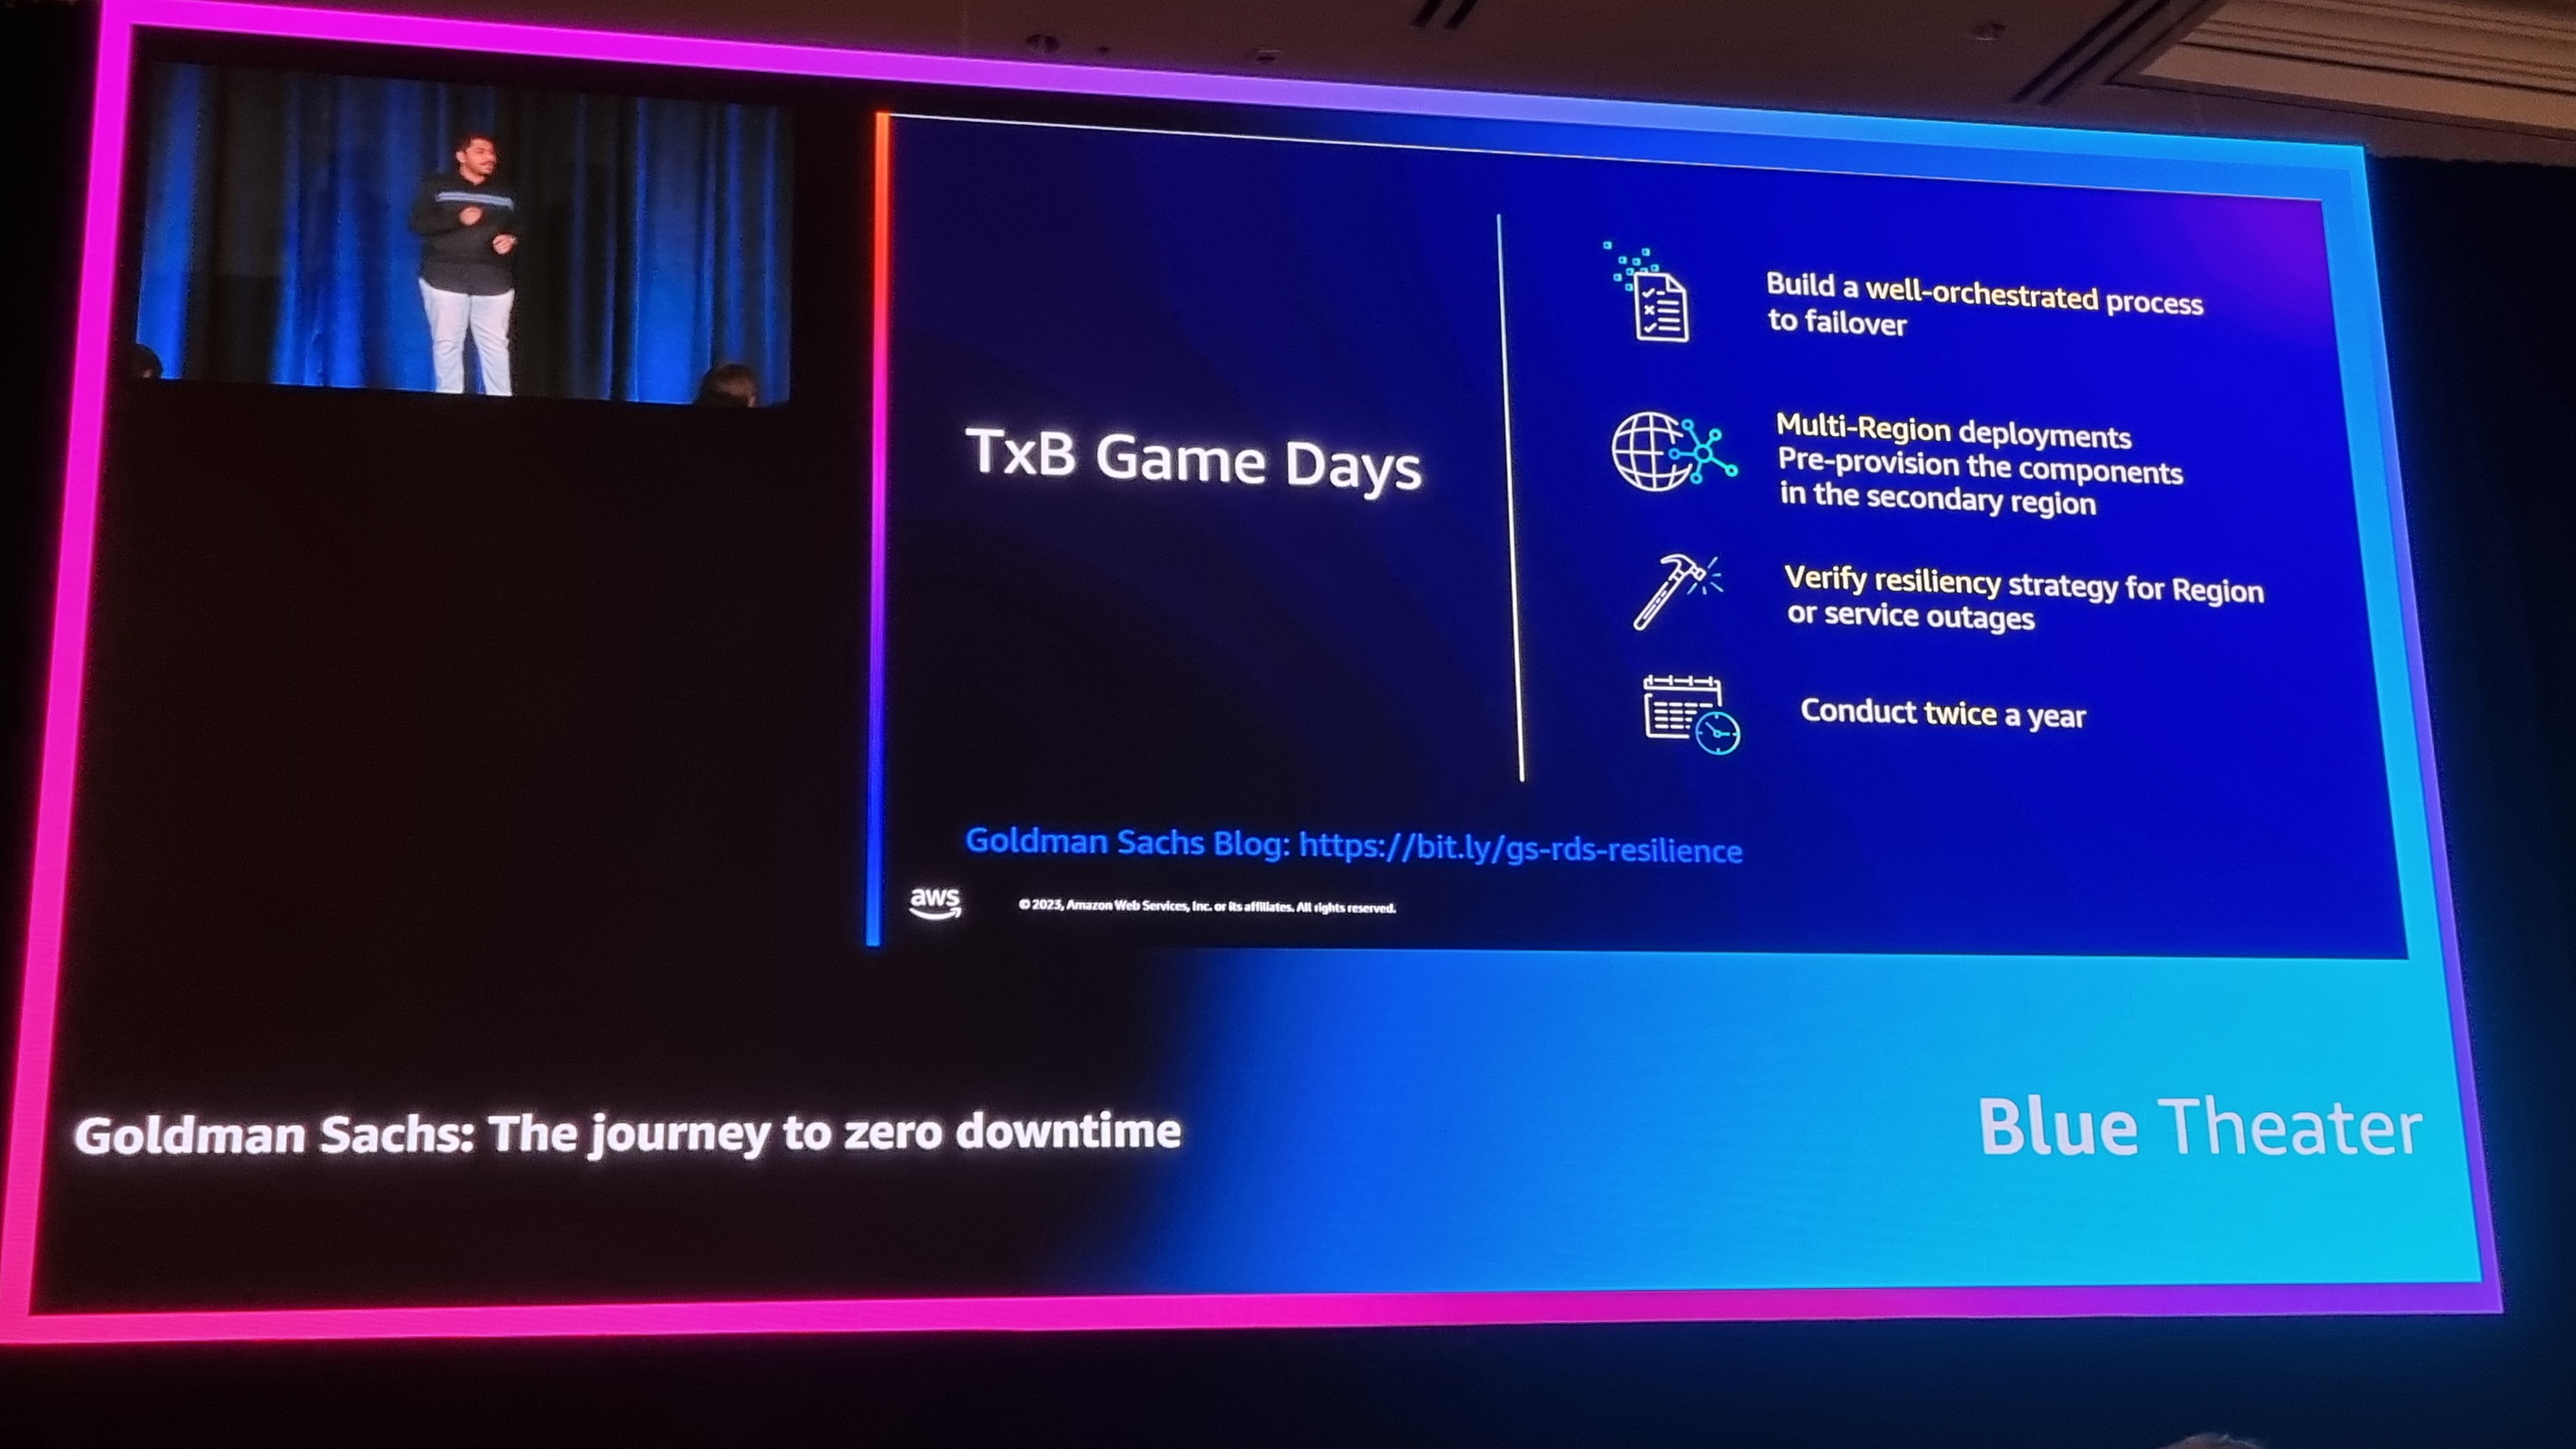 TxB Game Days
Build a well-orchestrated process
to failover
Multi-Region deployments
Pre-provision the components
in the secondary region
Verify resiliency strategy for Region
or service outages
Conduct twice a year
Goldman Sachs Blog: https://bit.ly/gs-rds-resilience
aws
© 2023, Amazon Web Services, Inc. or its affiliates. All rights reserved.
Goldman Sachs: The journey to zero downtime
Blue Theater